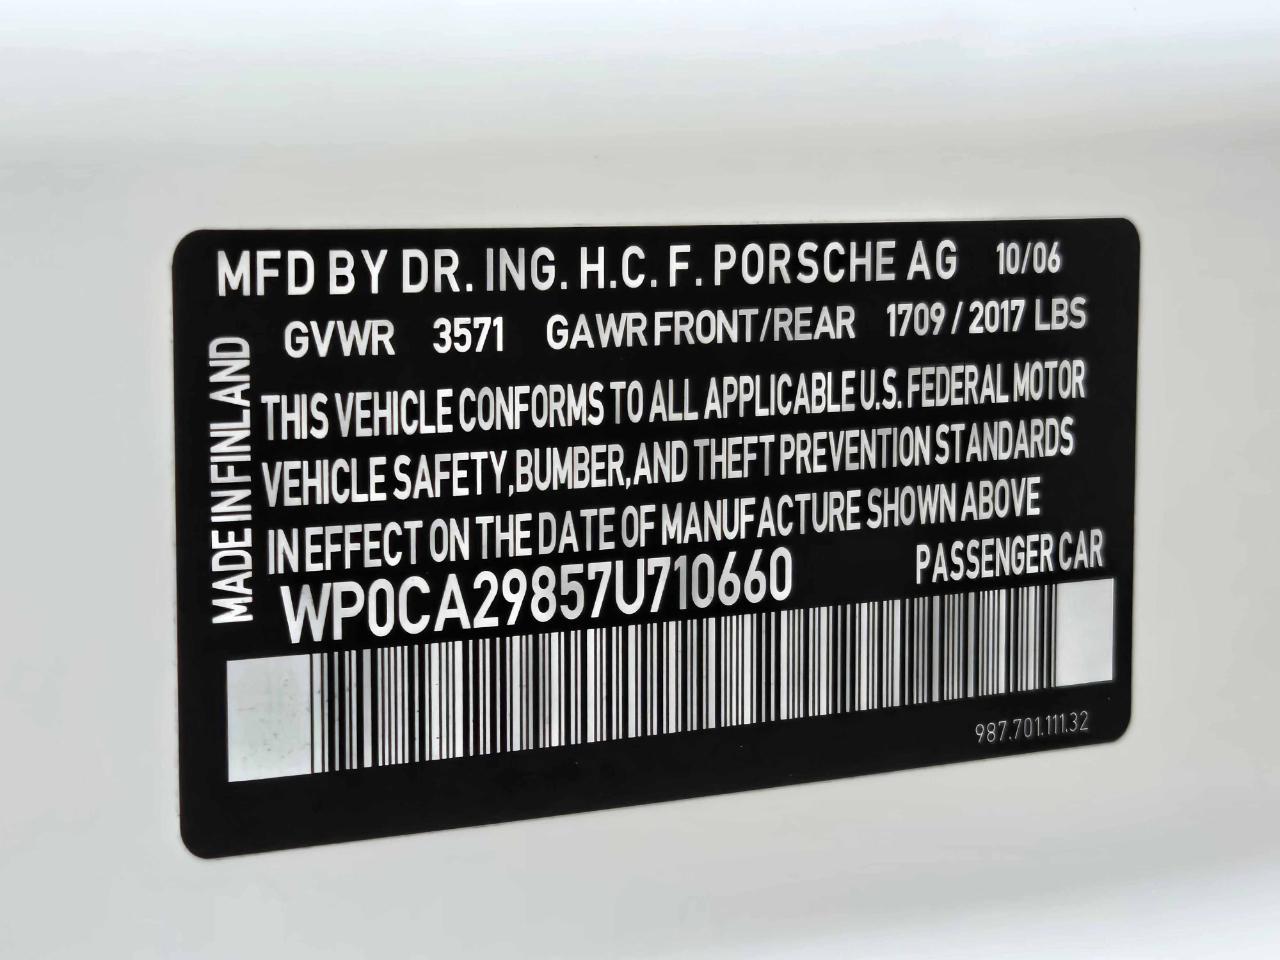 MFD BY DR. ING. H.C. F. PORSCHE AG 10/06
GVWR 3571 GAWR FRONT/REAR 1709 / 2017 LBS
MADE IN FINLAND
THIS VEHICLE CONFORMS TO ALL APPLICABLE U.S. FEDERAL MOTOR
VEHICLE SAFETY, BUMBER, AND THEFT PREVENTION STANDARDS
IN EFFECT ON THE DATE OF MANUFACTURE SHOWN ABOVE
WP0CA29857U710660 PASSENGER CAR
987.701.111.32